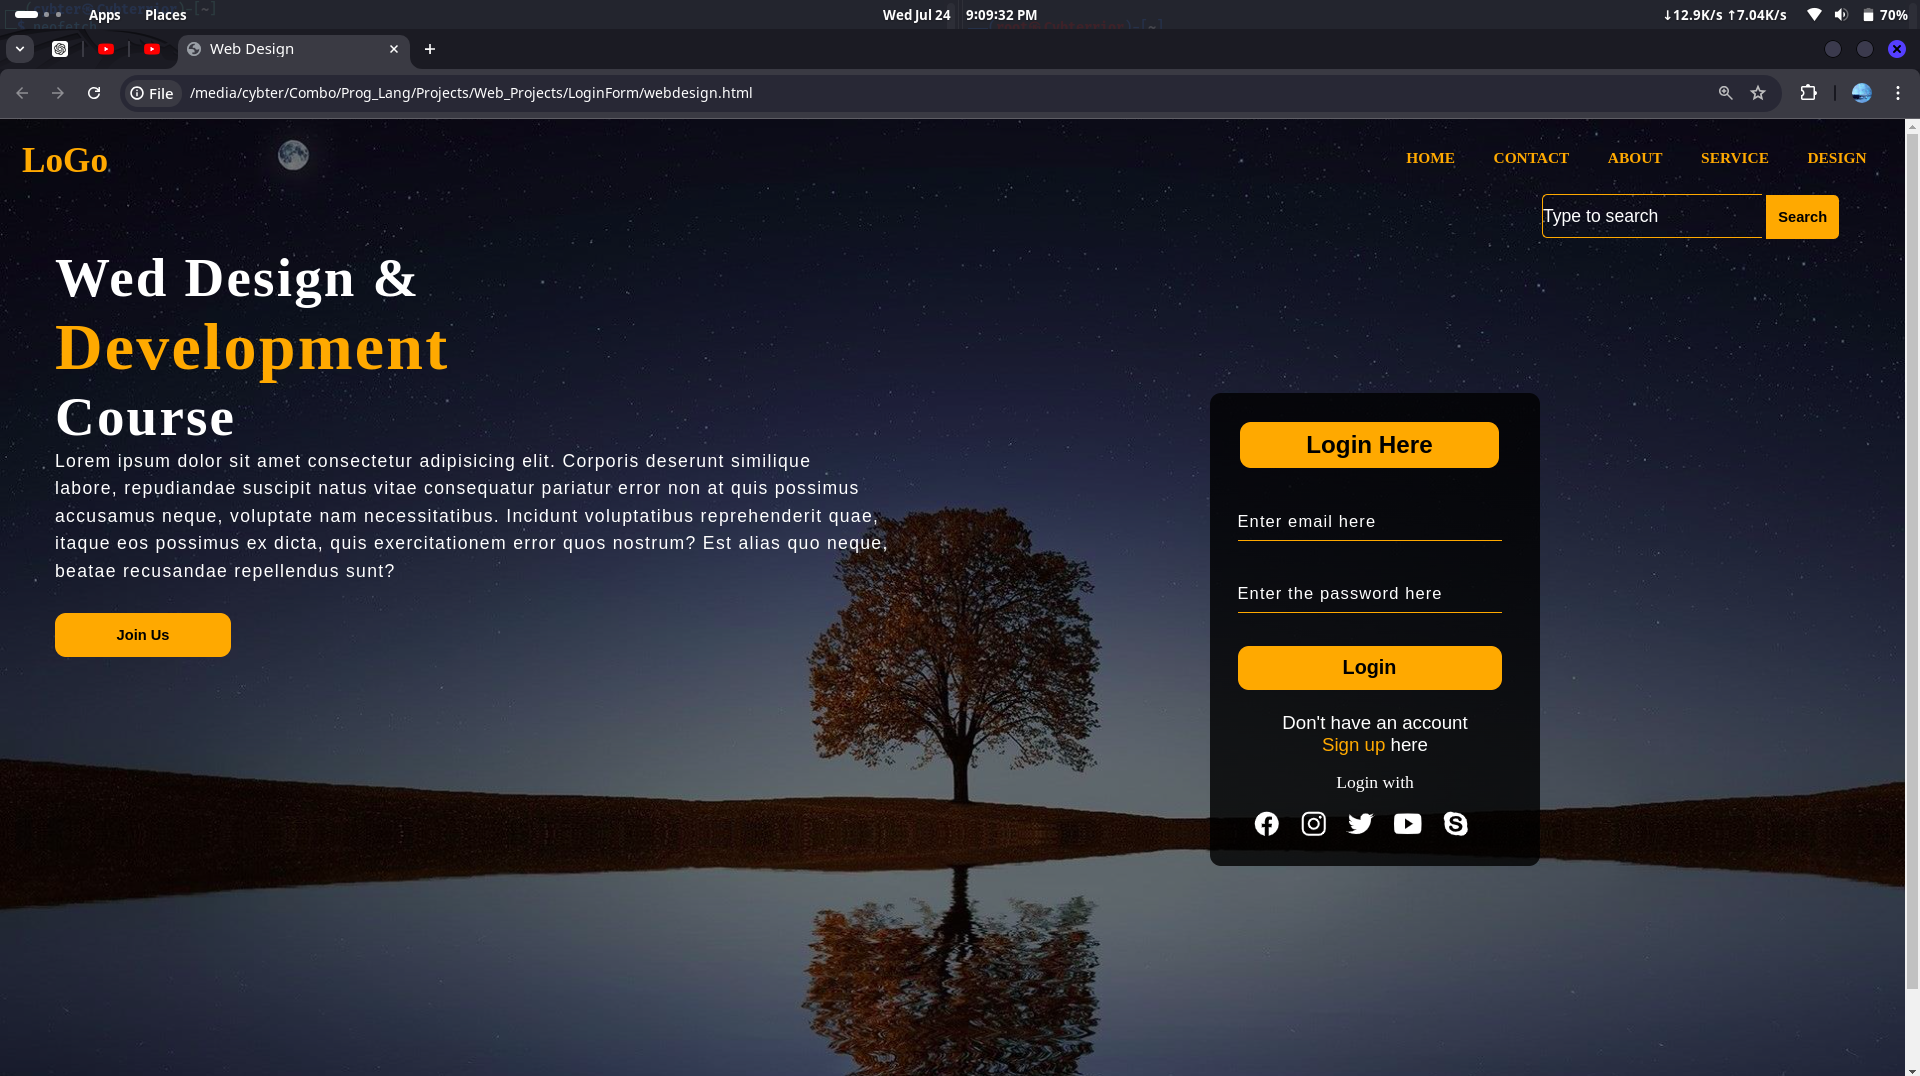 Apps Places Wed Jul 24 9:09:32 PM ↓12.9K/s ↑7.04K/s 70%
Web Design
File /media/cybter/Combo/Prog_Lang/Projects/Web_Projects/LoginForm/webdesign.html
LoGo HOME CONTACT ABOUT SERVICE DESIGN
Type to search Search
Wed Design &
Development
Course
Lorem ipsum dolor sit amet consectetur adipisicing elit. Corporis deserunt similique
labore, repudiandae suscipit natus vitae consequatur pariatur error non at quis possimus
accusamus neque, voluptate nam necessitatibus. Incidunt voluptatibus reprehenderit quae,
itaque eos possimus ex dicta, quis exercitationem error quos nostrum? Est alias quo neque,
beatae recusandae repellendus sunt?
Join Us
Login Here
Enter email here
Enter the password here
Login
Don't have an account
Sign up here
Login with